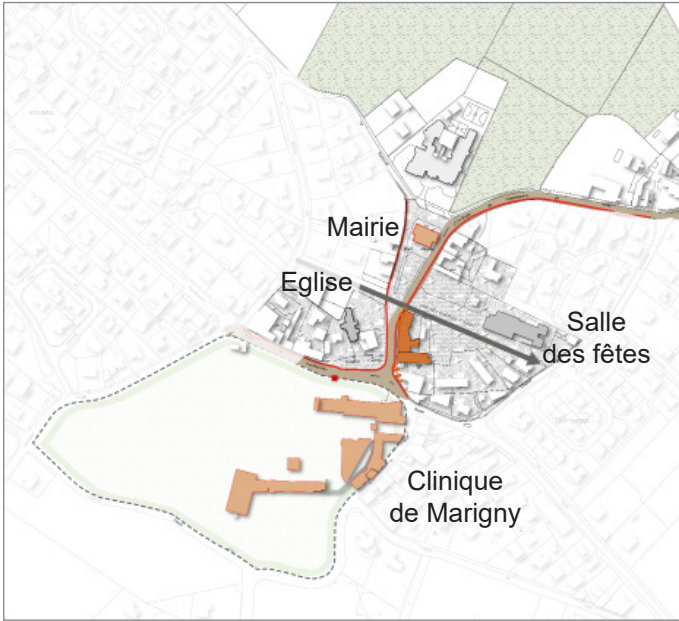 Mairie
Eglise
Salle
des fêtes
Clinique
de Marigny